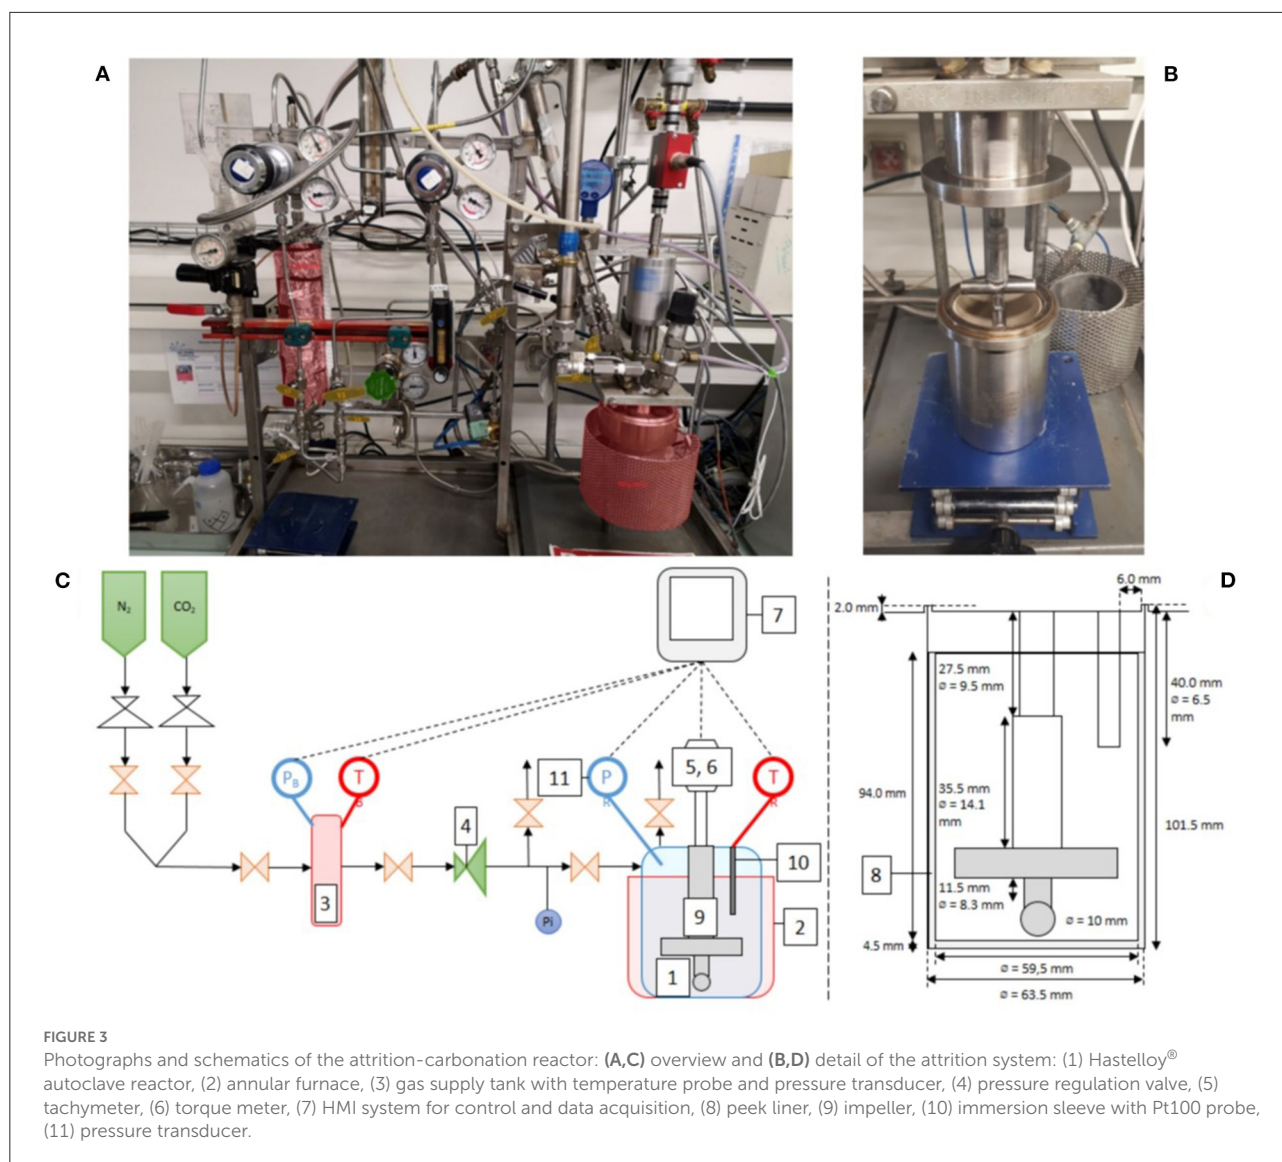 A
B
C
N₂
CO₂
7
P_B
T
B
11
P
R
5, 6
T
R
4
10
3
Pi
9
2
1
D
6.0 mm
2.0 mm
27.5 mm
ø = 9.5 mm
40.0 mm
ø = 6.5
mm
35.5 mm
ø = 14.1
mm
94.0 mm
101.5 mm
8
11.5 mm
ø = 8.3 mm
ø = 10 mm
4.5 mm
ø = 59,5 mm
ø = 63.5 mm
FIGURE 3
Photographs and schematics of the attrition-carbonation reactor: (A,C) overview and (B,D) detail of the attrition system: (1) Hastelloy®
autoclave reactor, (2) annular furnace, (3) gas supply tank with temperature probe and pressure transducer, (4) pressure regulation valve, (5)
tachymeter, (6) torque meter, (7) HMI system for control and data acquisition, (8) peek liner, (9) impeller, (10) immersion sleeve with Pt100 probe,
(11) pressure transducer.